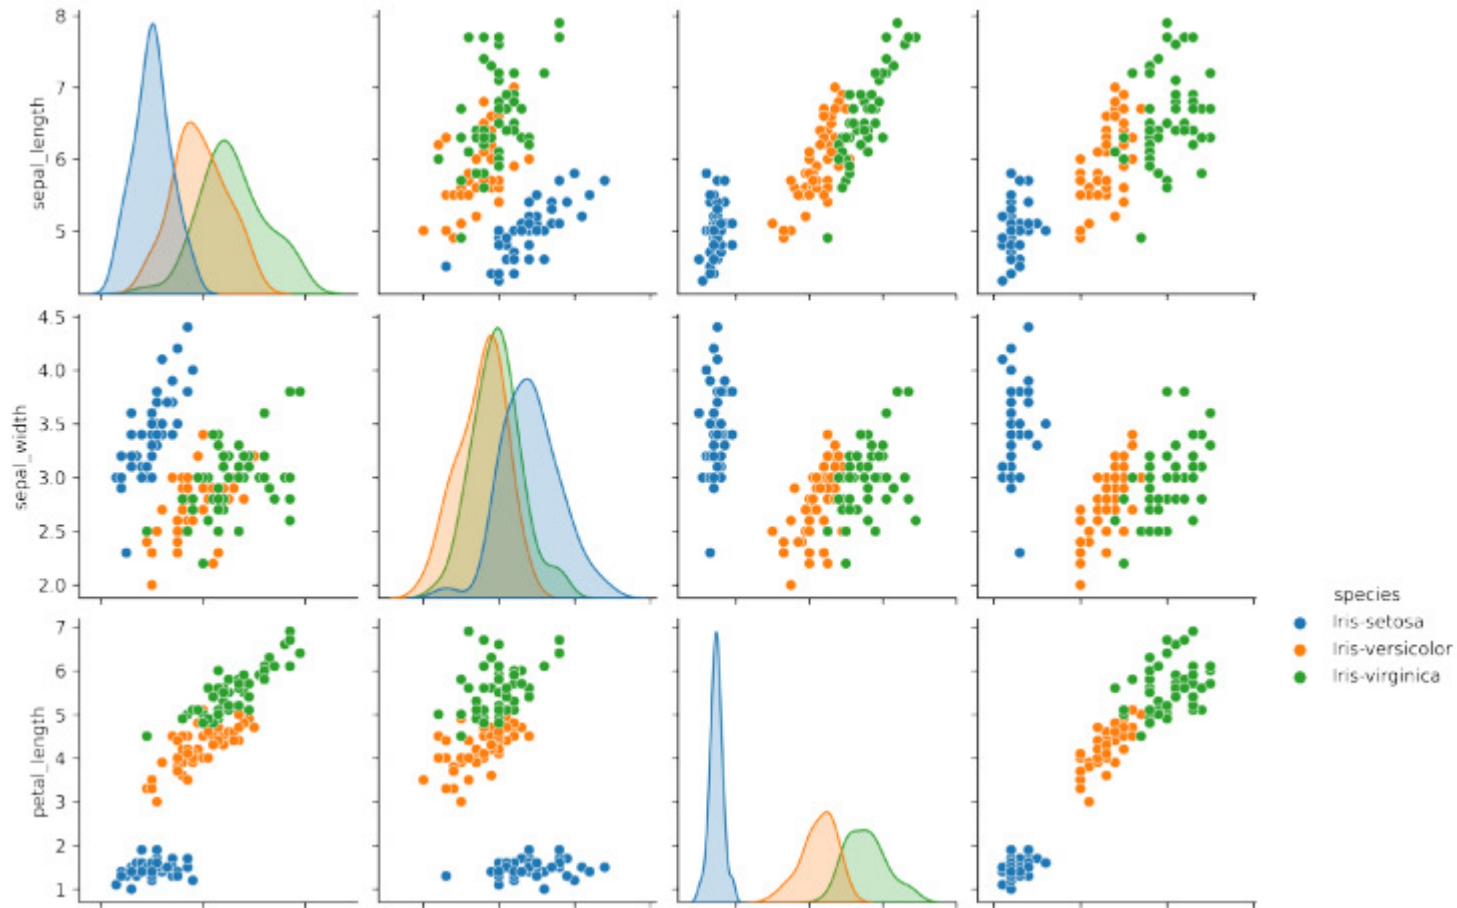 8
7
6
5
sepal_length
4.5
4.0
3.5
3.0
2.5
2.0
sepal_width
7
6
5
4
3
2
1
petal_length
species
Iris-setosa
Iris-versicolor
Iris-virginica